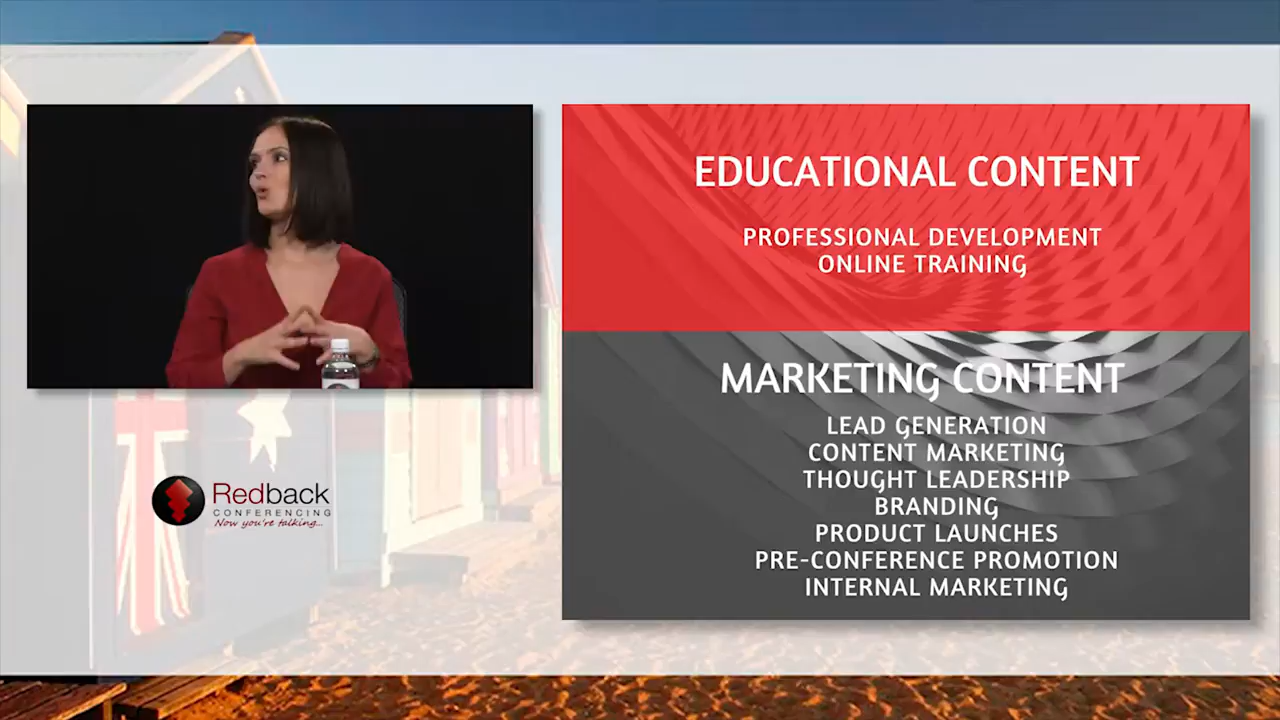 EDUCATIONAL CONTENT
PROFESSIONAL DEVELOPMENT
ONLINE TRAINING
MARKETING CONTENT
LEAD GENERATION
CONTENT MARKETING
THOUGHT LEADERSHIP
BRANDING
PRODUCT LAUNCHES
PRE-CONFERENCE PROMOTION
INTERNAL MARKETING
Redback
CONFERENCING
Now you're talking...